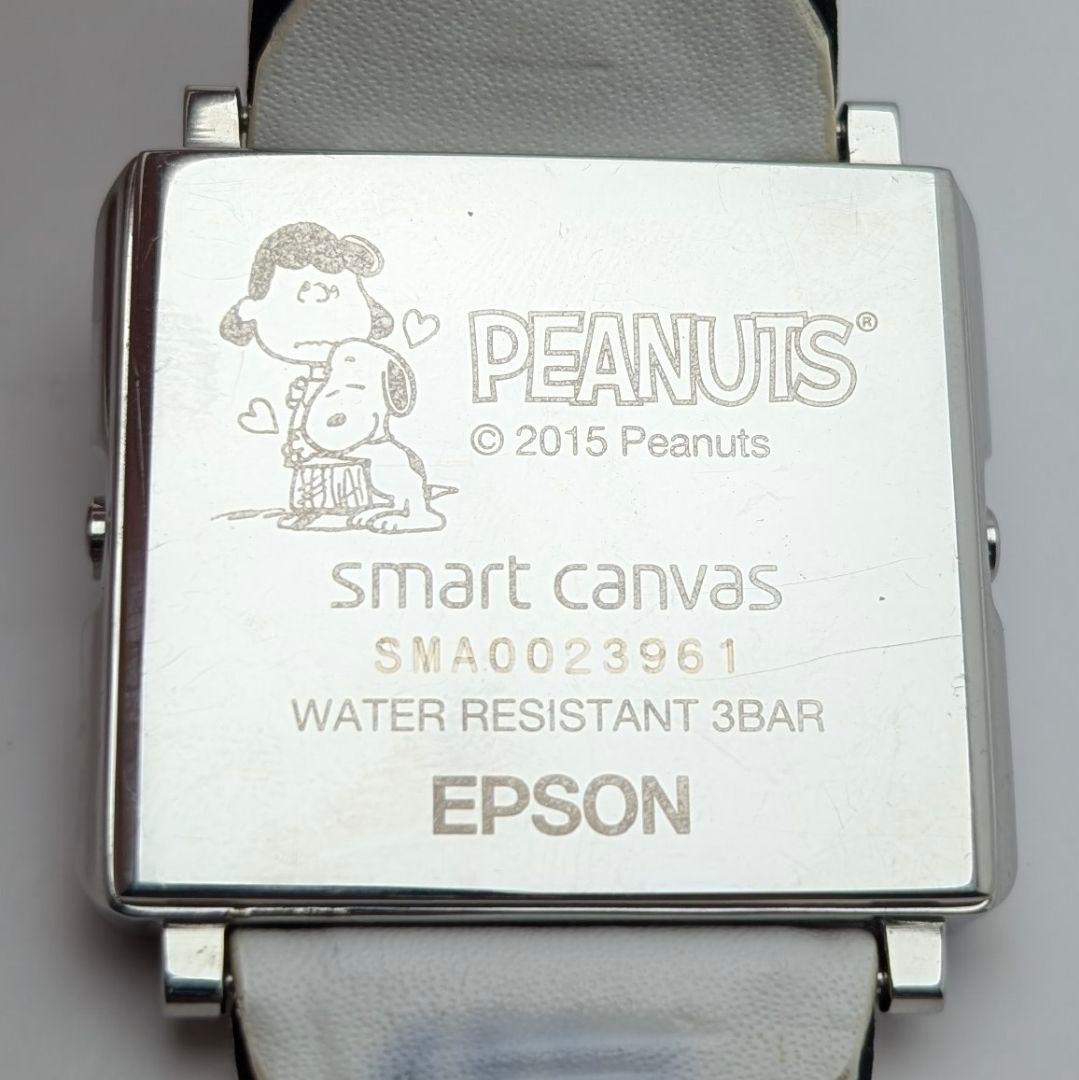 PEANUTS®
© 2015 Peanuts
smart canvas
SMA0023961
WATER RESISTANT 3BAR
EPSON